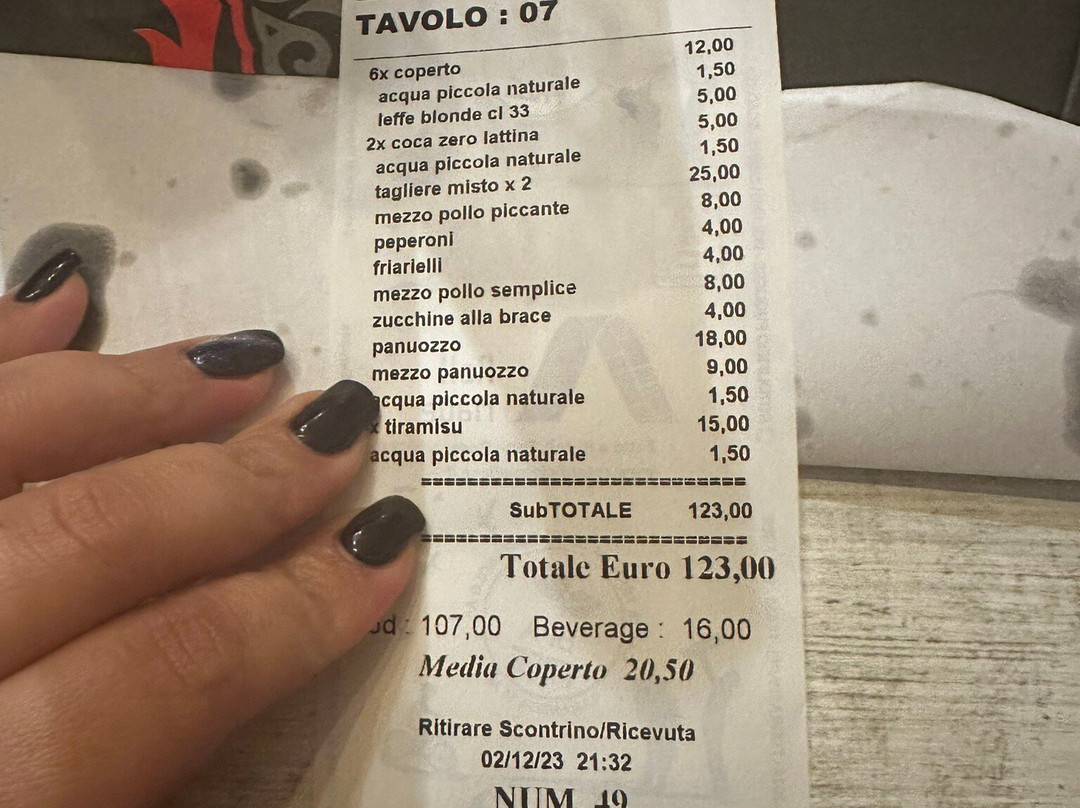 TAVOLO : 07
6x coperto 12,00
acqua piccola naturale 1,50
leffe blonde cl 33 5,00
2x coca zero lattina 5,00
acqua piccola naturale 1,50
tagliere misto x 2 25,00
mezzo pollo piccante 8,00
peperoni 4,00
friarielli 4,00
mezzo pollo semplice 8,00
zucchine alla brace 4,00
panuozzo 18,00
mezzo panuozzo 9,00
acqua piccola naturale 1,50
x tiramisu 15,00
acqua piccola naturale 1,50
SubTOTALE 123,00
Totale Euro 123,00
: 107,00 Beverage : 16,00
Media Coperto 20,50
Ritirare Scontrino/Ricevuta
02/12/23 21:32
NUM 49